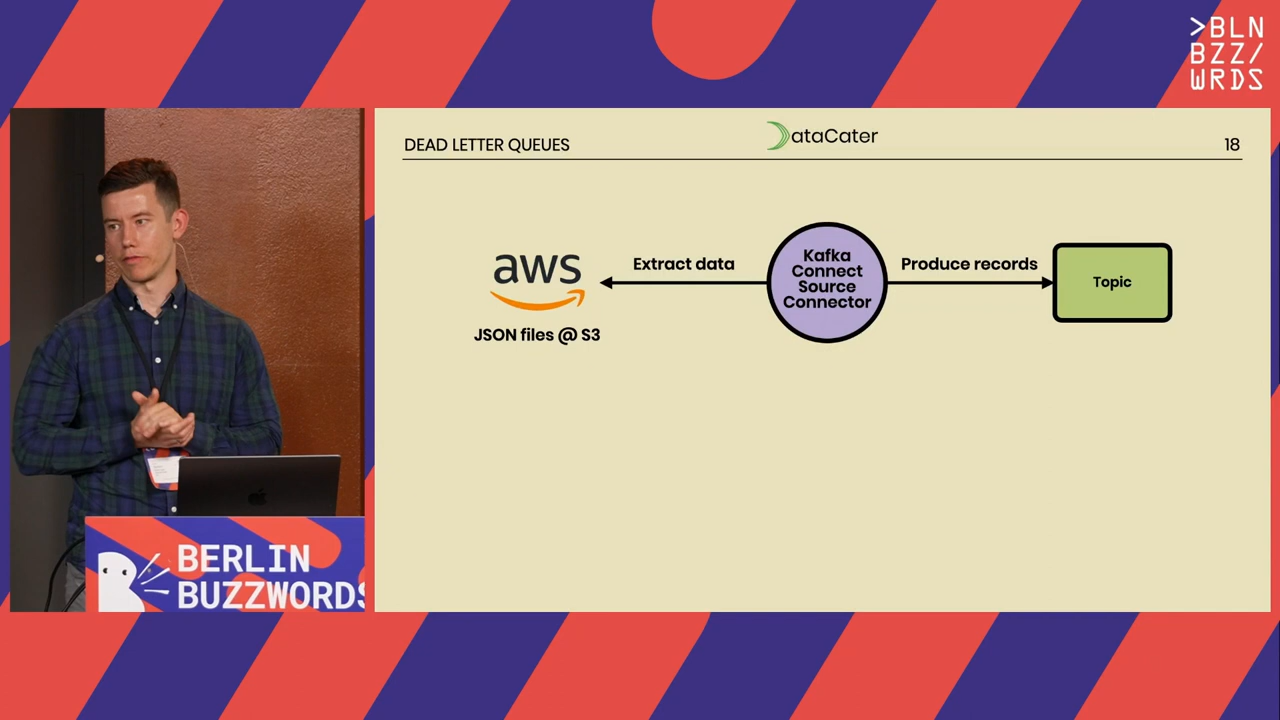 >BLN
BZZ/
WRDS
DEAD LETTER QUEUES
DataCater
18
aws
JSON files @ S3
Extract data
Kafka
Connect
Source
Connector
Produce records
Topic
BERLIN
BUZZWORDS